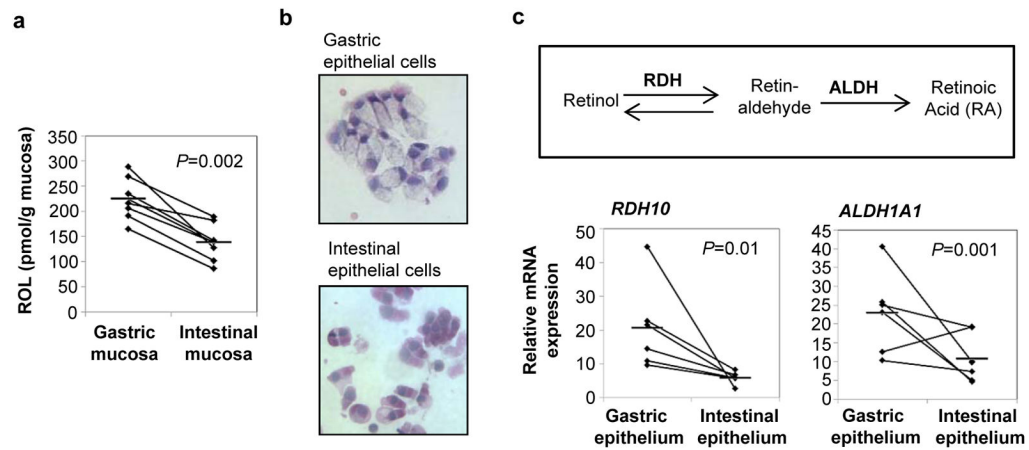 a
ROL (pmol/g mucosa)
350
300
250
200
150
100
50
0
P=0.002
Gastric
mucosa
Intestinal
mucosa
b
Gastric
epithelial cells
Intestinal
epithelial cells
c
Retinol
RDH
Retin-
aldehyde
ALDH
Retinoic
Acid (RA)
RDH10
Relative mRNA
expression
50
40
30
20
10
0
P=0.01
Gastric
epithelium
Intestinal
epithelium
ALDH1A1
45
40
35
30
25
20
15
10
5
0
P=0.001
Gastric
epithelium
Intestinal
epithelium